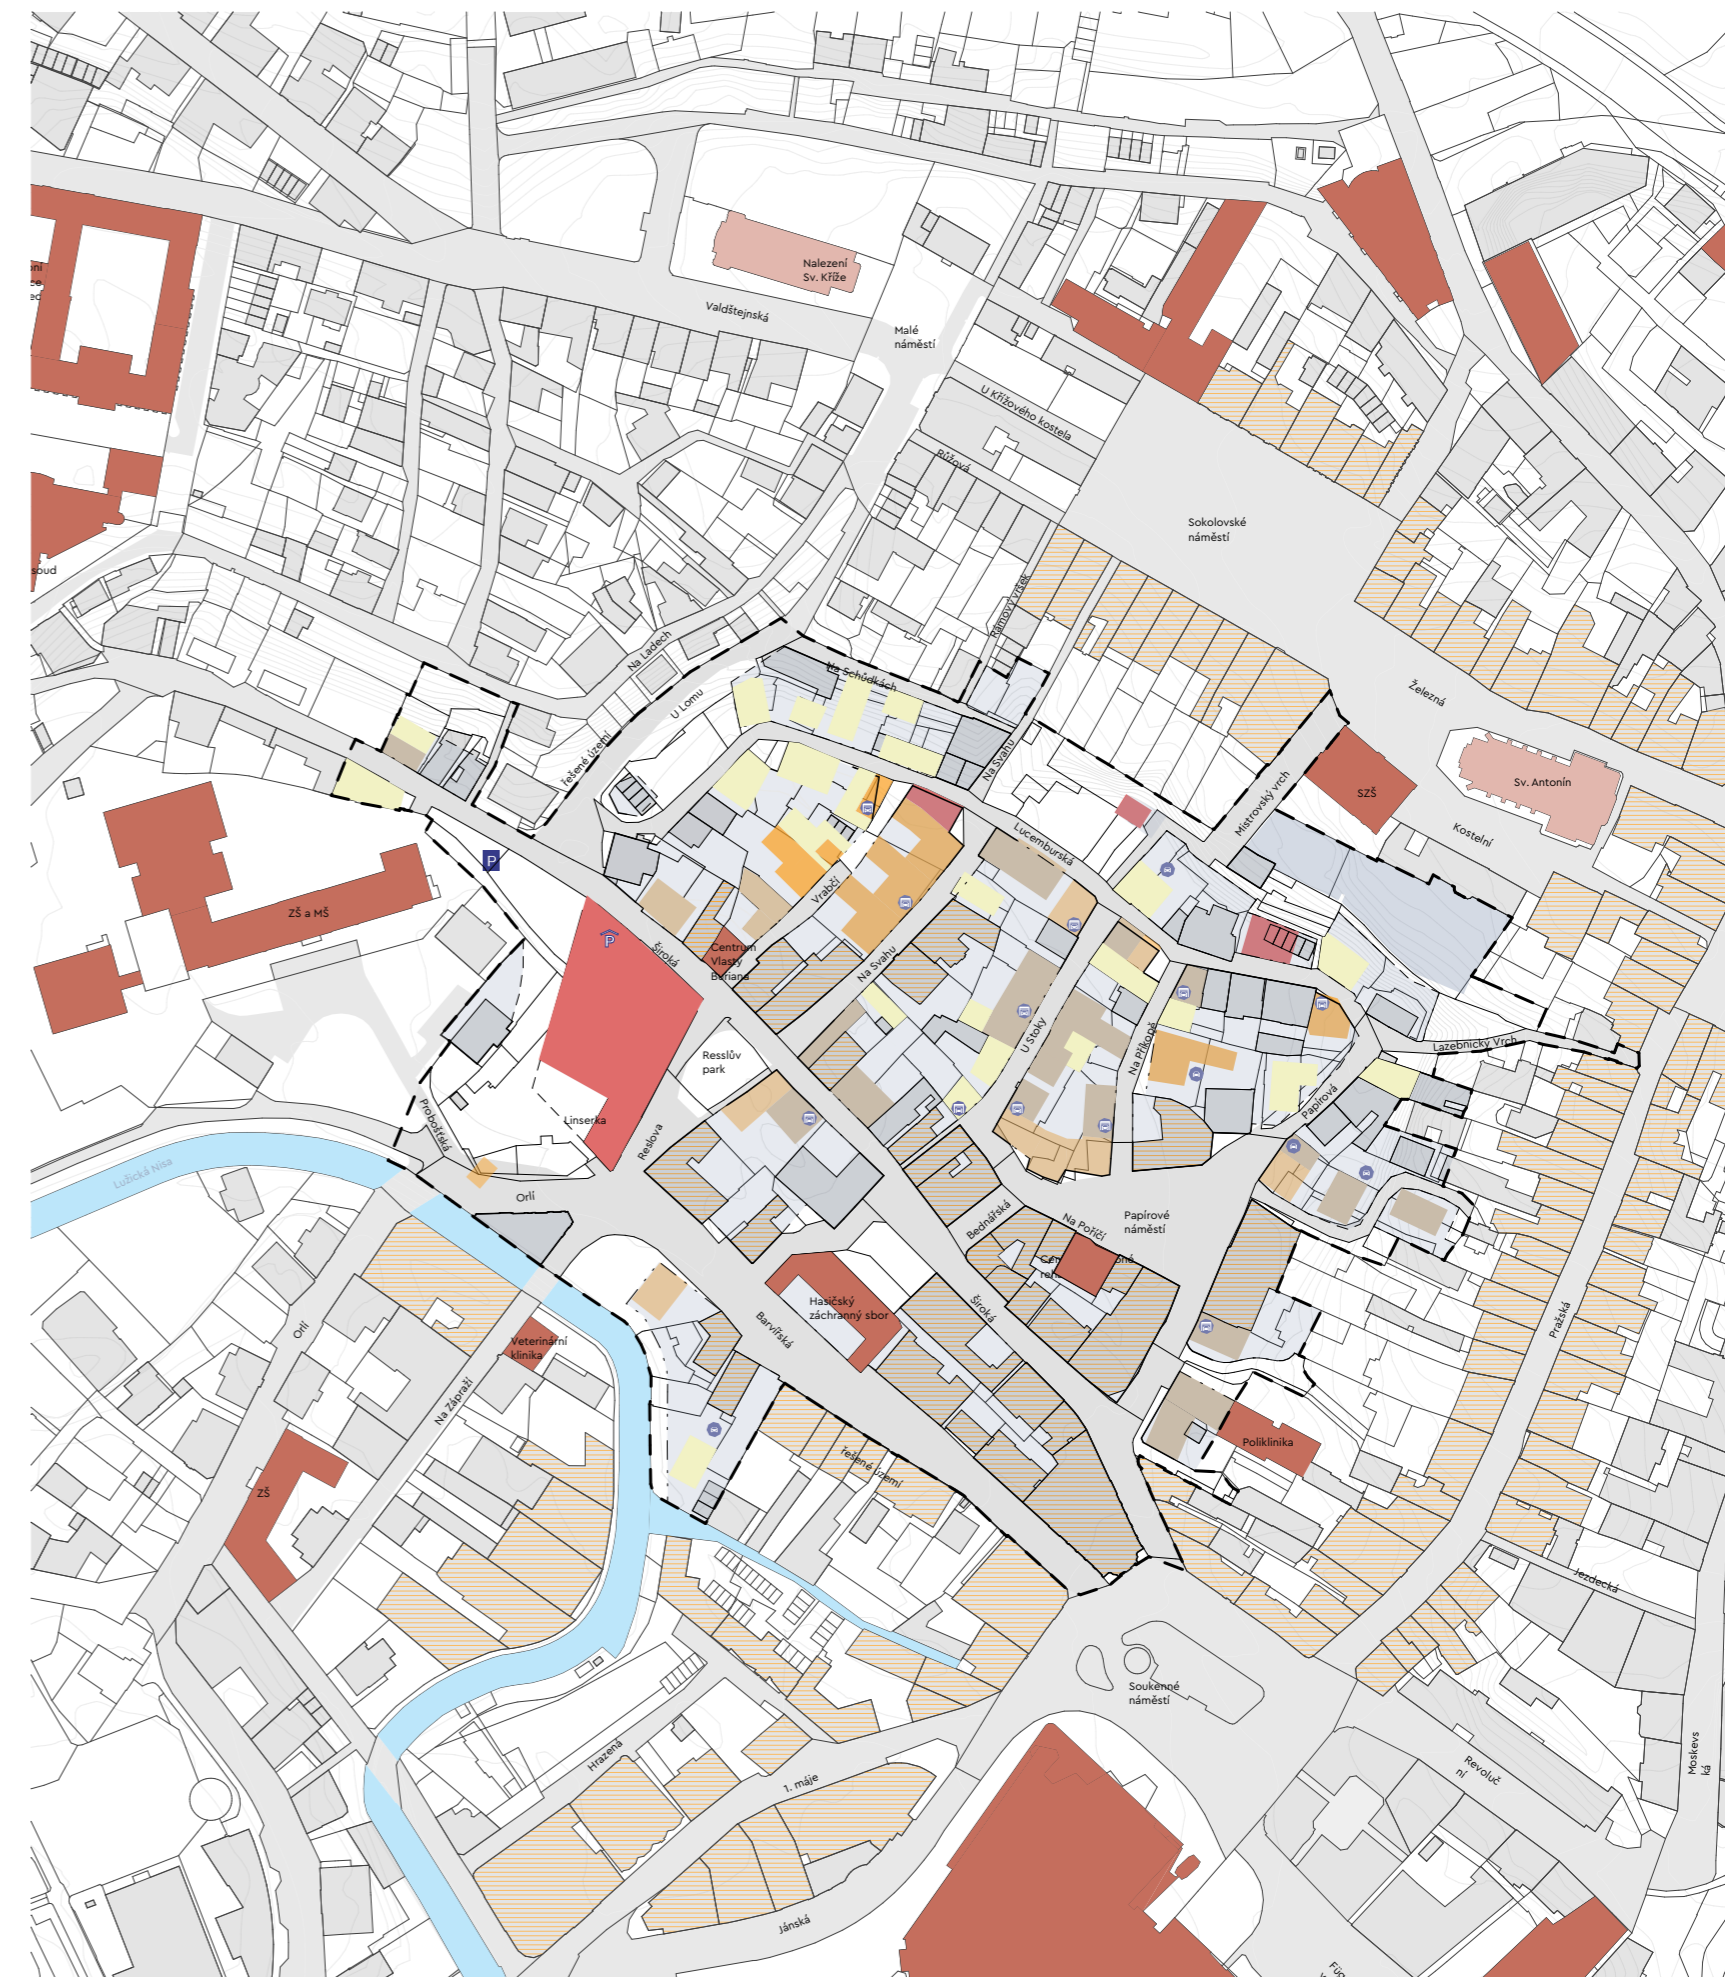 Nalezení
Sv. Kříže
Valdštejnská
Malé
náměstí
U Křížového kostela
Růžová
Sokolovské
náměstí
soud
Rámový vršek
Na Ladech
Na Schůdkách
U Lomu
Železná
řešené území
Na Svahu
Mistrovský vrch
SZŠ
Sv. Antonín
Kostelní
Lucemburská
P
Vrabčí
ZŠ a MŠ
P
Široká
Centrum
Vlasty
Buriana
Na Svahu
U Stoky
Na Příkopě
Lazebnický Vrch
Resslův
park
Papírová
Linserka
Proboštská
Reslova
Lužická Nisa
Orlí
Bednářská
Na Poříčí
Papírové
náměstí
Hasičský
záchranný sbor
Široká
Barvířská
Orlí
Veterinární
klinika
Pražská
Na Zápraží
Poliklinika
řešené území
ZŠ
Jezdecká
Soukenné
náměstí
Hrazená
1. máje
Revoluč
ní
Moskevs
ká
Jánská